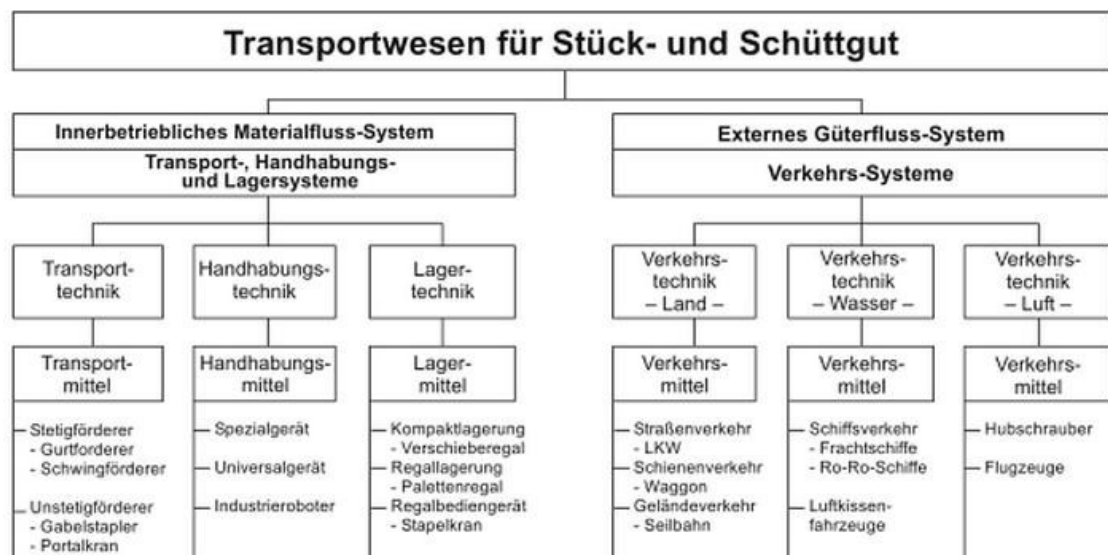 Transportwesen für Stück- und Schüttgut
Innerbetriebliches Materialfluss-System
Transport-, Handhabungs-
und Lagersysteme
Externes Güterfluss-System
Verkehrs-Systeme
Transport-
technik
Handhabungs-
technik
Lager-
technik
Verkehrs-
technik
– Land –
Verkehrs-
technik
– Wasser –
Verkehrs-
technik
– Luft –
Transport-
mittel
Handhabungs-
mittel
Lager-
mittel
Verkehrs-
mittel
Verkehrs-
mittel
Verkehrs-
mittel
Stetigförderer
- Gurtforderer
- Schwingförderer
Unstetigförderer
- Gabelstapler
- Portalkran
Spezialgerät
Universalgerät
Industrieroboter
Kompaktlagerung
- Verschieberegal
Regallagerung
- Palettenregal
Regalbediengerät
- Stapelkran
Straßenverkehr
- LKW
Schienenverkehr
- Waggon
Geländeverkehr
- Seilbahn
Schiffsverkehr
- Frachtschiffe
- Ro-Ro-Schiffe
Luftkissen-
fahrzeuge
Hubschrauber
Flugzeuge